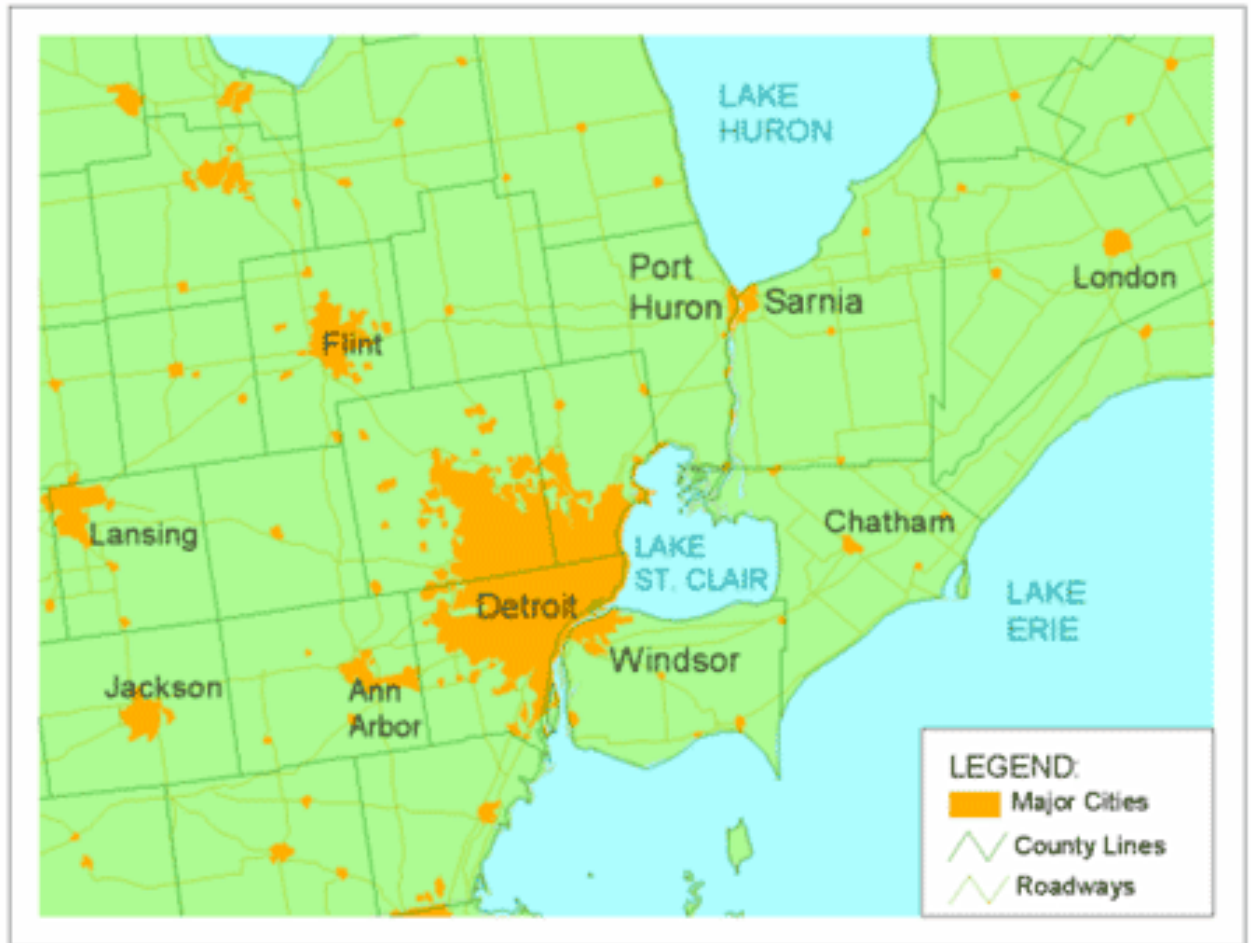 LAKE
HURON
Port
Huron
Sarnia
London
Flint
Lansing
Chatham
LAKE
ST. CLAIR
Detroit
LAKE
ERIE
Windsor
Jackson
Ann
Arbor
LEGEND:
Major Cities
County Lines
Roadways